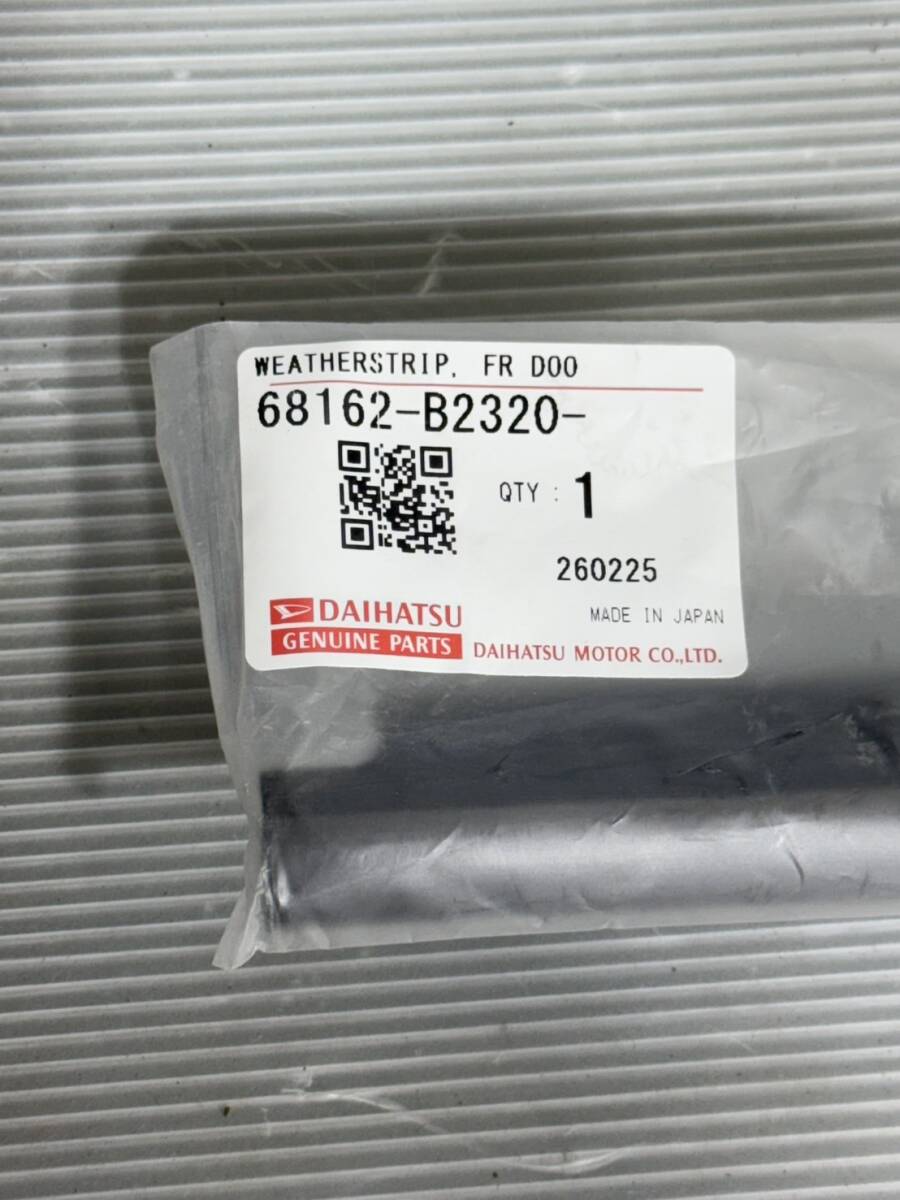 WEATHERSTRIP, FR DOO
68162-B2320-
QTY : 1
260225
MADE IN JAPAN
DAIHATSU
GENUINE PARTS
DAIHATSU MOTOR CO.,LTD.